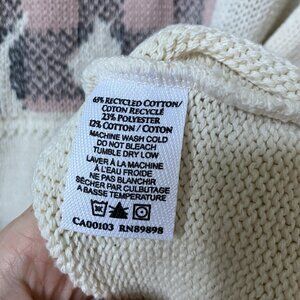 65% RECYCLED COTTON/
COTON RECYCLÉ
23% POLYESTER
12% COTTON / COTON
MACHINE WASH COLD
DO NOT BLEACH
TUMBLE DRY LOW
LAVER À LA MACHINE
À L'EAU FROIDE
NE PAS BLANCHIR
SÉCHER PAR CULBUTAGE
A BASSE TEMPERATURE
CA00103 RN89898